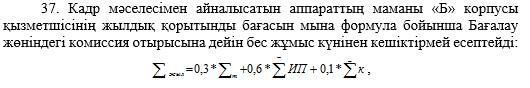 37. Кадр мәселесімен айналысатын аппараттың маманы «Б» корпусы
қызметшісінің жылдық қорытынды бағасын мына формула бойынша Бағалау
жөніндегі комиссия отырысына дейін бес жұмыс күнінен кешіктірмей есептейді:
∑жыл = 0,3*∑т + 0,6*∑ИП + 0,1*∑к ,